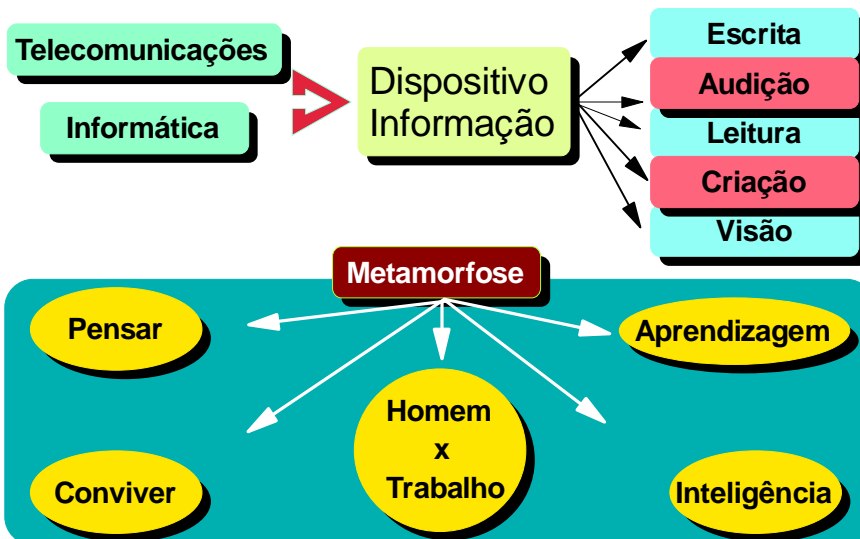 Telecomunicações
Informática
Dispositivo
Informação
Escrita
Audição
Leitura
Criação
Visão
Metamorfose
Pensar
Aprendizagem
Homem
x
Trabalho
Conviver
Inteligência